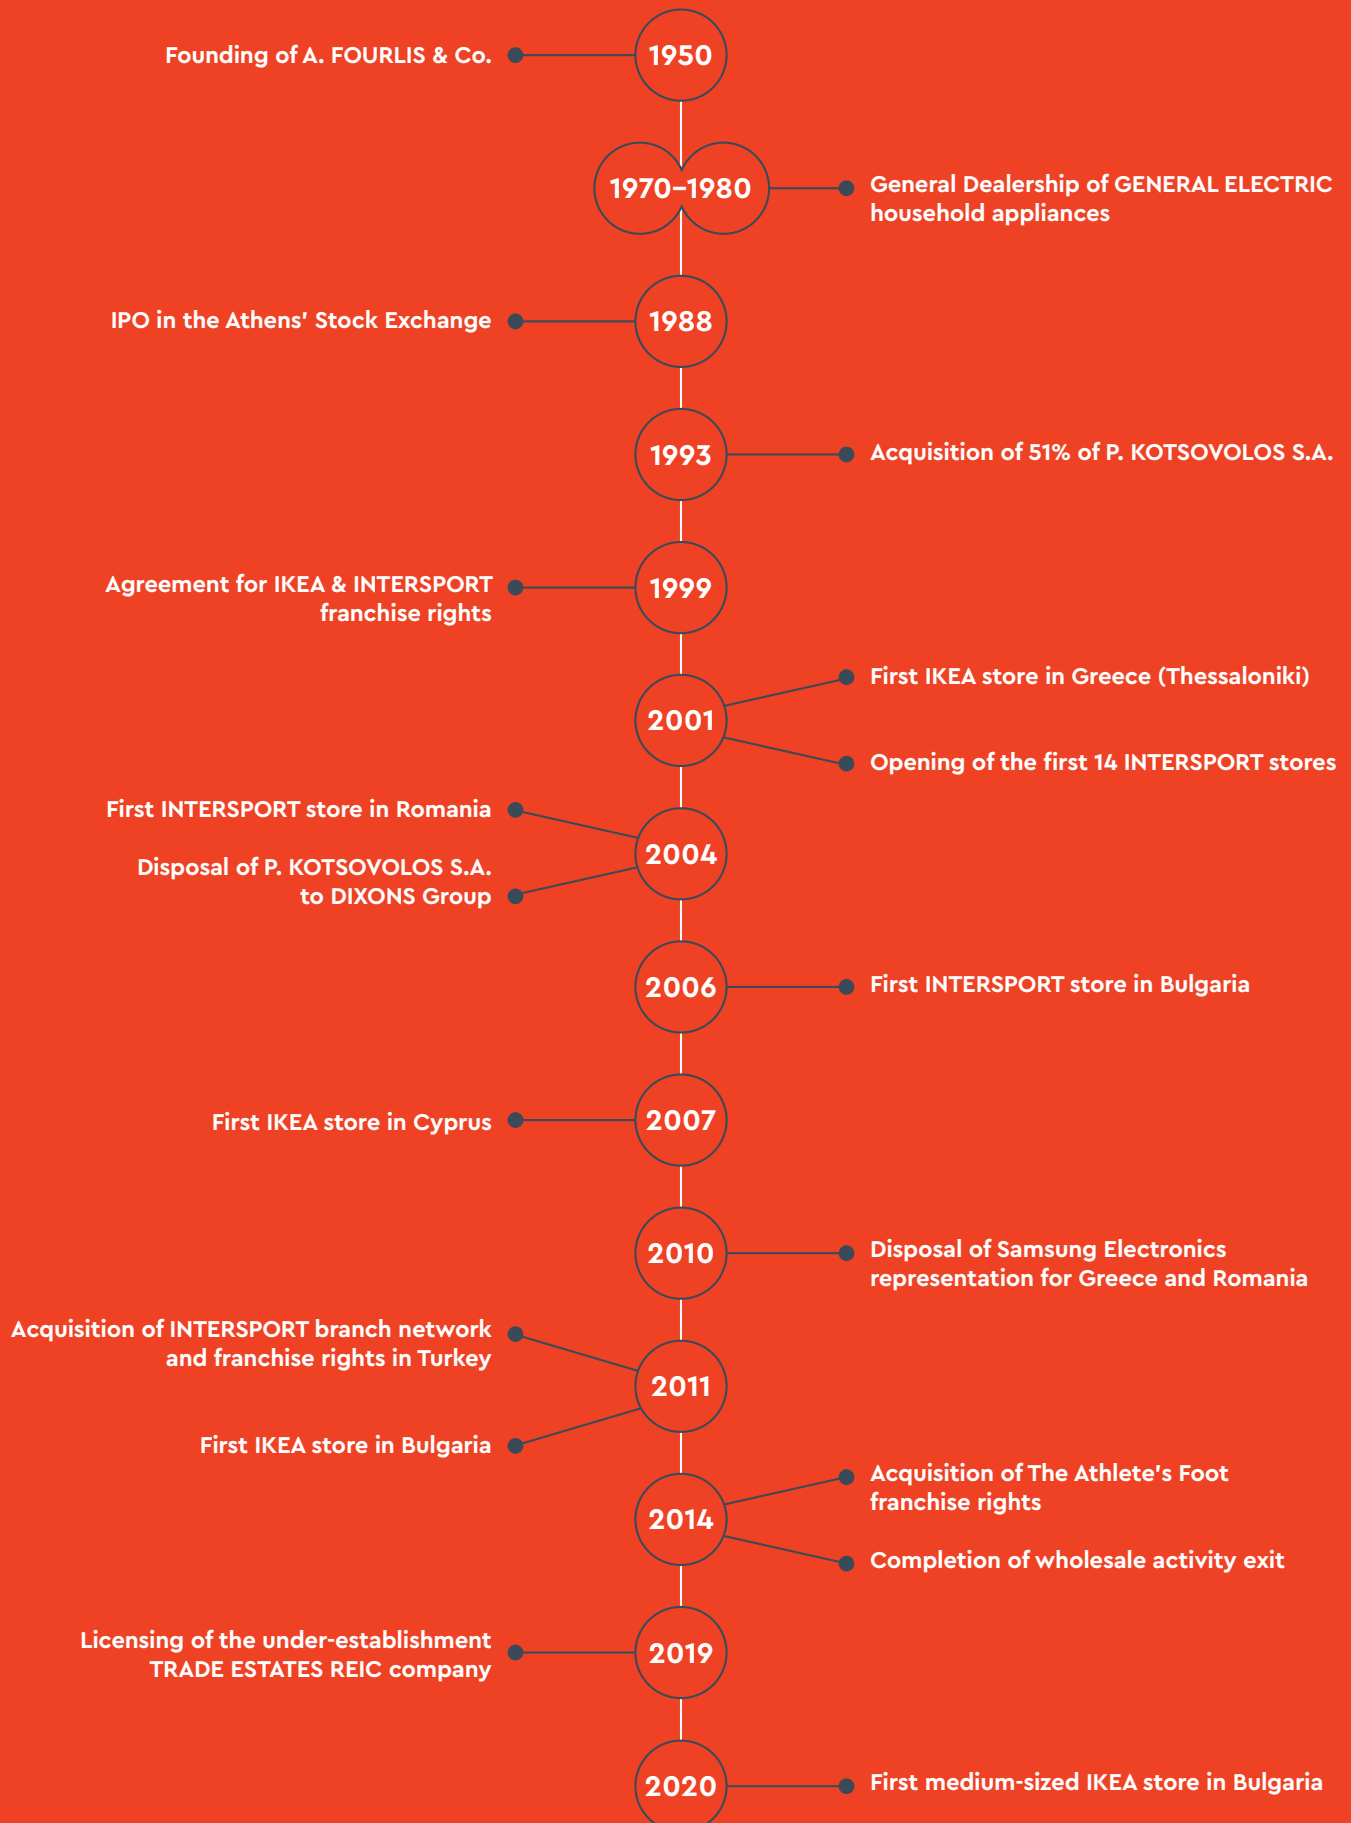 Founding of A. FOURLIS & Co.
1950
1970–1980
General Dealership of GENERAL ELECTRIC
household appliances
IPO in the Athens' Stock Exchange
1988
1993
Acquisition of 51% of P. KOTSOVOLOS S.A.
Agreement for IKEA & INTERSPORT
franchise rights
1999
2001
First IKEA store in Greece (Thessaloniki)
Opening of the first 14 INTERSPORT stores
First INTERSPORT store in Romania
Disposal of P. KOTSOVOLOS S.A.
to DIXONS Group
2004
2006
First INTERSPORT store in Bulgaria
First IKEA store in Cyprus
2007
2010
Disposal of Samsung Electronics
representation for Greece and Romania
Acquisition of INTERSPORT branch network
and franchise rights in Turkey
First IKEA store in Bulgaria
2011
2014
Acquisition of The Athlete's Foot
franchise rights
Completion of wholesale activity exit
Licensing of the under-establishment
TRADE ESTATES REIC company
2019
2020
First medium-sized IKEA store in Bulgaria